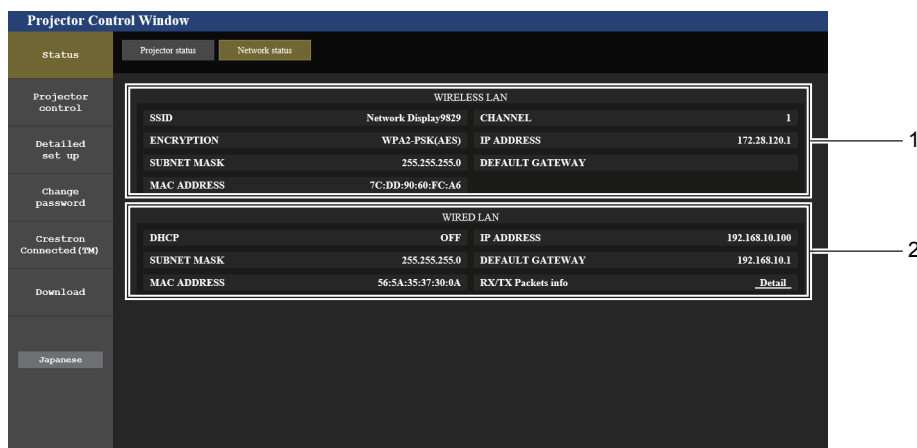 Projector Control Window
Status
Projector status
Network status
Projector
control
Detailed
set up
Change
password
Crestron
Connected(TM)
Download
Japanese
WIRELESS LAN
SSID Network Display9829 CHANNEL 1
ENCRYPTION WPA2-PSK(AES) IP ADDRESS 172.28.120.1
SUBNET MASK 255.255.255.0 DEFAULT GATEWAY
MAC ADDRESS 7C:DD:90:60:FC:A6
1
WIRED LAN
DHCP OFF IP ADDRESS 192.168.10.100
SUBNET MASK 255.255.255.0 DEFAULT GATEWAY 192.168.10.1
MAC ADDRESS 56:5A:35:37:30:0A RX/TX Packets info Detail
2